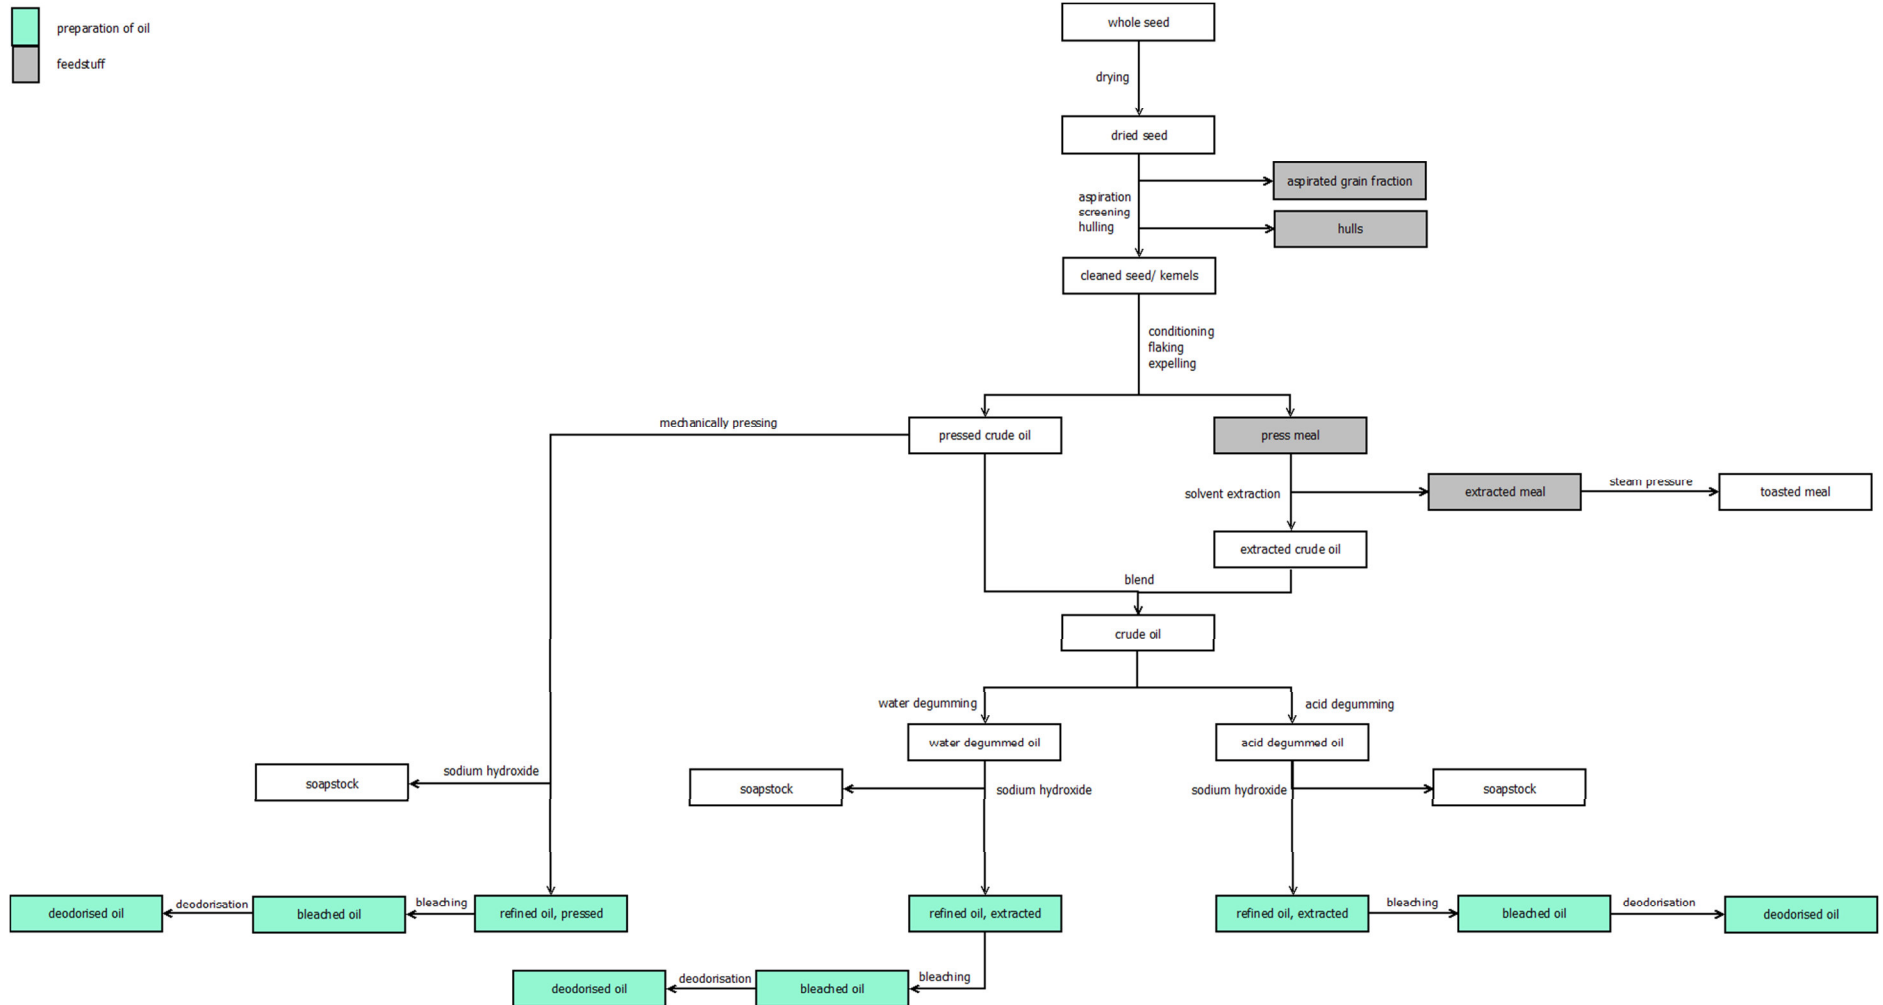 preparation of oil
feedstuff
whole seed
drying
dried seed
aspirated grain fraction
aspiration
screening
hulling
hulls
cleaned seed/ kernels
conditioning
flaking
expelling
mechanically pressing
pressed crude oil
press meal
solvent extraction
extracted meal
steam pressure
toasted meal
extracted crude oil
blend
crude oil
water degumming
acid degumming
water degummed oil
acid degummed oil
soapstock
sodium hydroxide
soapstock
sodium hydroxide
sodium hydroxide
soapstock
deodorised oil
deodorisation
bleached oil
bleaching
refined oil, pressed
refined oil, extracted
refined oil, extracted
bleaching
bleached oil
deodorisation
deodorised oil
deodorised oil
deodorisation
bleached oil
bleaching